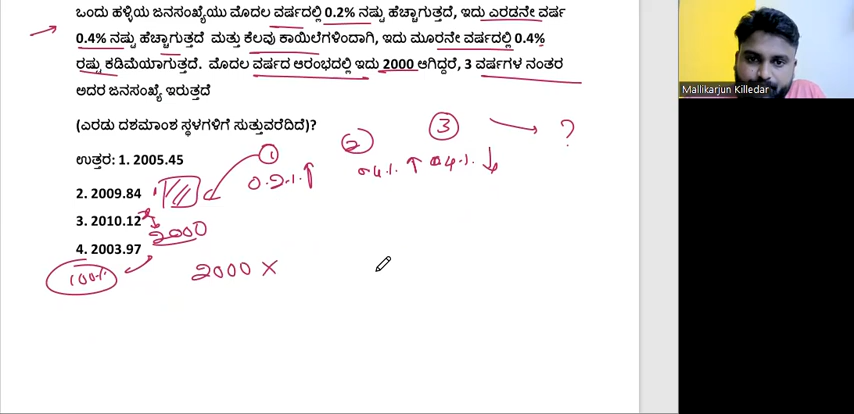 ಒಂದು ಹಳ್ಳಿಯ ಜನಸಂಖ್ಯೆಯು ಮೊದಲ ವರ್ಷದಲ್ಲಿ 0.2% ನಷ್ಟು ಹೆಚ್ಚಾಗುತ್ತದೆ, ಇದು ಎರಡನೇ ವರ್ಷ
0.4% ನಷ್ಟು ಹೆಚ್ಚಾಗುತ್ತದೆ ಮತ್ತು ಕೆಲವು ಕಾಯಿಲೆಗಳಿಂದಾಗಿ, ಇದು ಮೂರನೇ ವರ್ಷದಲ್ಲಿ 0.4%
ರಷ್ಟು ಕಡಿಮೆಯಾಗುತ್ತದೆ. ಮೊದಲ ವರ್ಷದ ಆರಂಭದಲ್ಲಿ ಇದು 2000 ಆಗಿದ್ದರೆ, 3 ವರ್ಷಗಳ ನಂತರ
ಅದರ ಜನಸಂಖ್ಯೆ ಇರುತ್ತದೆ
Mallikarjun Killedar
(ಎರಡು ದಶಮಾಂಶ ಸ್ಥಳಗಳಿಗೆ ಸುತ್ತುವರೆದಿದೆ)?
① ② ③ ?
0.2% ↑ 0.4% ↑ 0.4% ↓
ಉತ್ತರ: 1. 2005.45
2. 2009.84
3. 2010.12
2000
4. 2003.97
100%
2000 ×